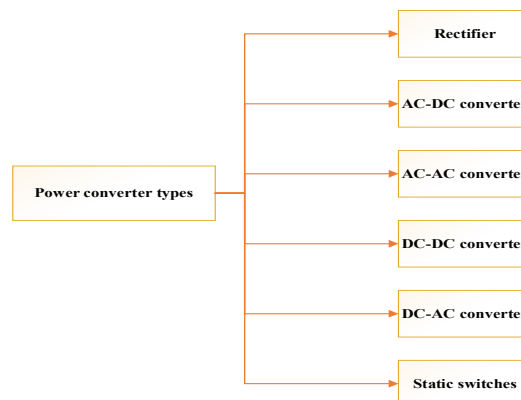 Rectifier
AC-DC converte
AC-AC converte
Power converter types
DC-DC converte
DC-AC converte
Static switches